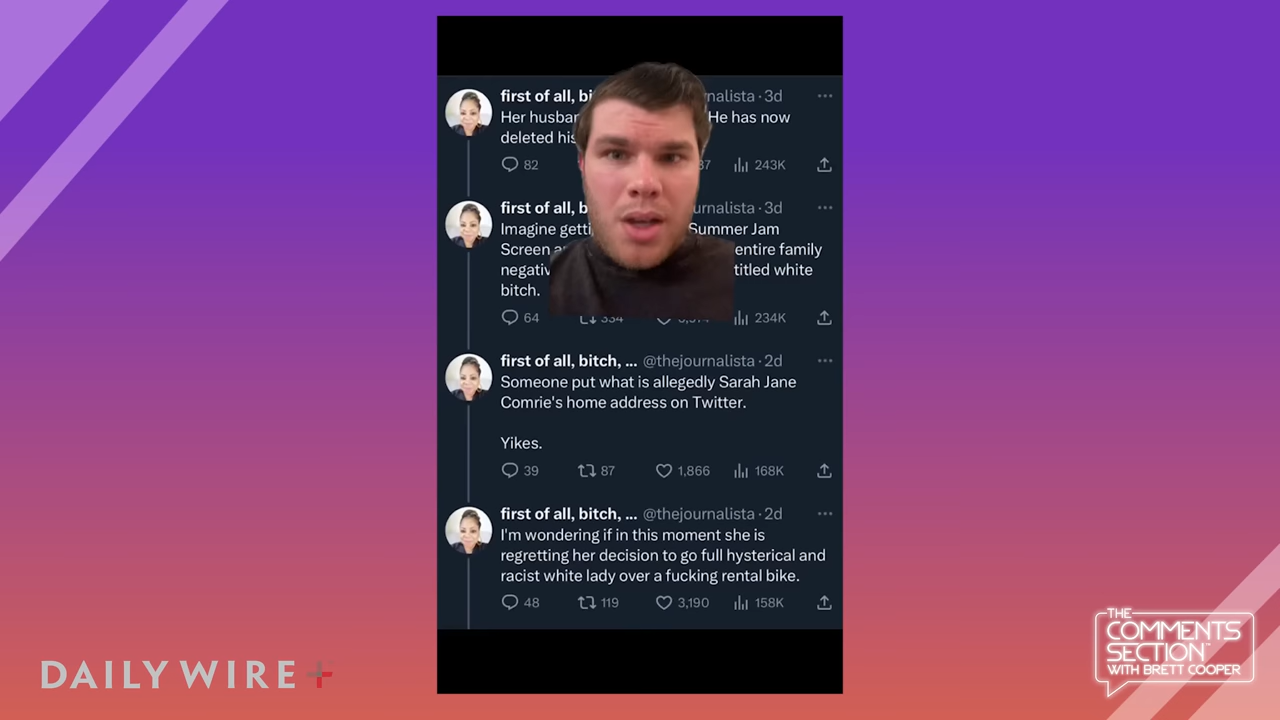 first of all, bi
rnalista · 3d
Her husban
He has now
deleted his
82
37
243K
first of all, b
urnalista · 3d
Imagine getti
Summer Jam
Screen a
entire family
negativ
titled white
bitch.
64
334
234K
first of all, bitch, ... @thejournalista · 2d
Someone put what is allegedly Sarah Jane
Comrie's home address on Twitter.
Yikes.
39 87 1,866 168K
first of all, bitch, ... @thejournalista · 2d
I'm wondering if in this moment she is
regretting her decision to go full hysterical and
racist white lady over a fucking rental bike.
48 119 3,190 158K
DAILY WIRE +
THE
COMMENTS
SECTION™
WITH BRETT COOPER